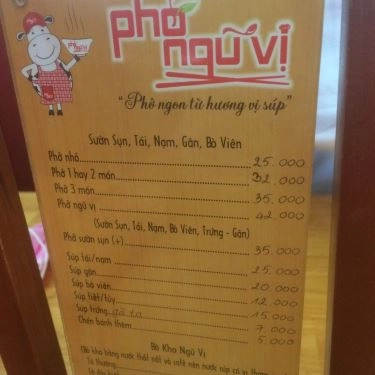 phở
ngũ vị
"Phở ngon từ hương vị súp"
Sườn Sụn, Tái, Nạm, Gân, Bò Viên
Phở nhỏ 25.000
Phở 1 hay 2 món 32.000
Phở 3 món 35.000
Phở ngũ vị 42.000
(Sườn Sụn, Tái, Nạm, Bò Viên, Trứng - Gân)
Phở sườn sụn (+) 35.000
Súp tái/nạm 25.000
Súp gân 20.000
Súp bò viên 12.000
Súp tiết/tủy 15.000
Súp trứng gà ta 7.000
Chén bánh thêm 5.000
Bò Kho Ngũ Vị